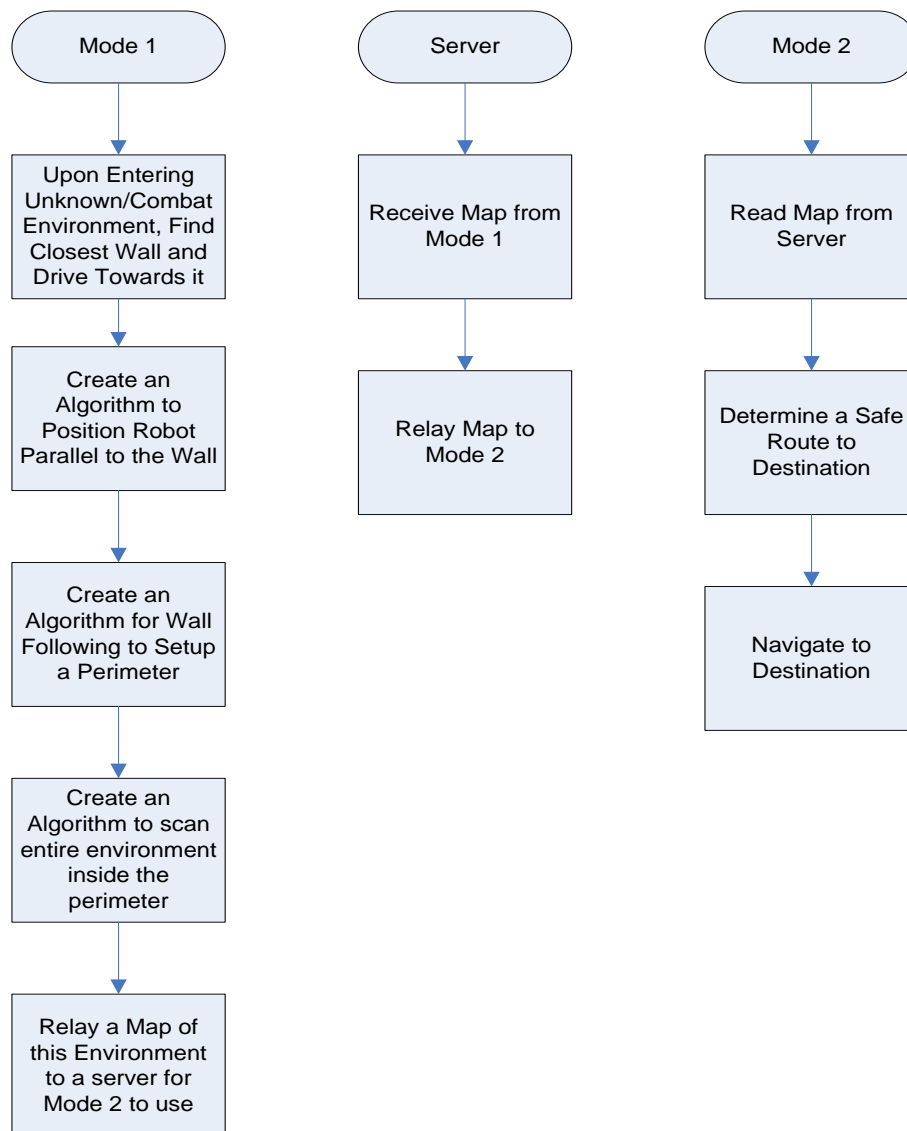 Mode 1
Upon Entering
Unknown/Combat
Environment, Find
Closest Wall and
Drive Towards it
Create an
Algorithm to
Position Robot
Parallel to the Wall
Create an
Algorithm for Wall
Following to Setup
a Perimeter
Create an
Algorithm to scan
entire environment
inside the
perimeter
Relay a Map of
this Environment
to a server for
Mode 2 to use
Server
Receive Map from
Mode 1
Relay Map to
Mode 2
Mode 2
Read Map from
Server
Determine a Safe
Route to
Destination
Navigate to
Destination